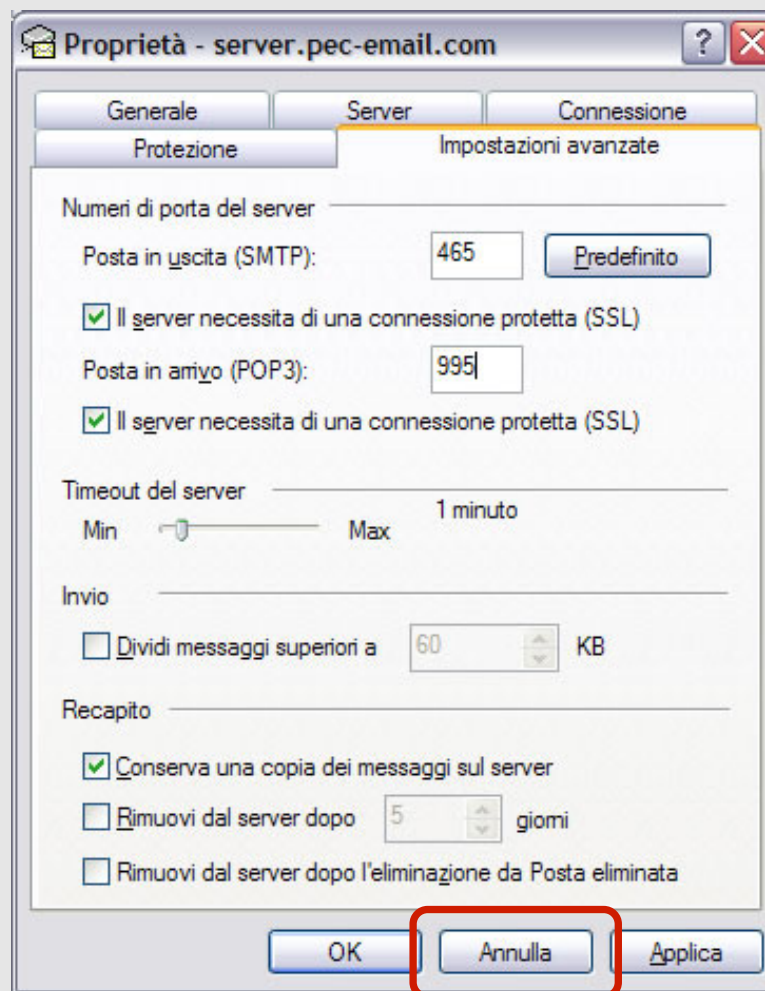 Proprietà - server.pec-email.com
?
Generale Server Connessione
Protezione Impostazioni avanzate
Numeri di porta del server
Posta in uscita (SMTP): 465 Predefinito
Il server necessita di una connessione protetta (SSL)
Posta in arrivo (POP3): 995
Il server necessita di una connessione protetta (SSL)
Timeout del server
Min Max 1 minuto
Invio
Dividi messaggi superiori a 60 KB
Recapito
Conserva una copia dei messaggi sul server
Rimuovi dal server dopo 5 giorni
Rimuovi dal server dopo l'eliminazione da Posta eliminata
OK Annulla Applica